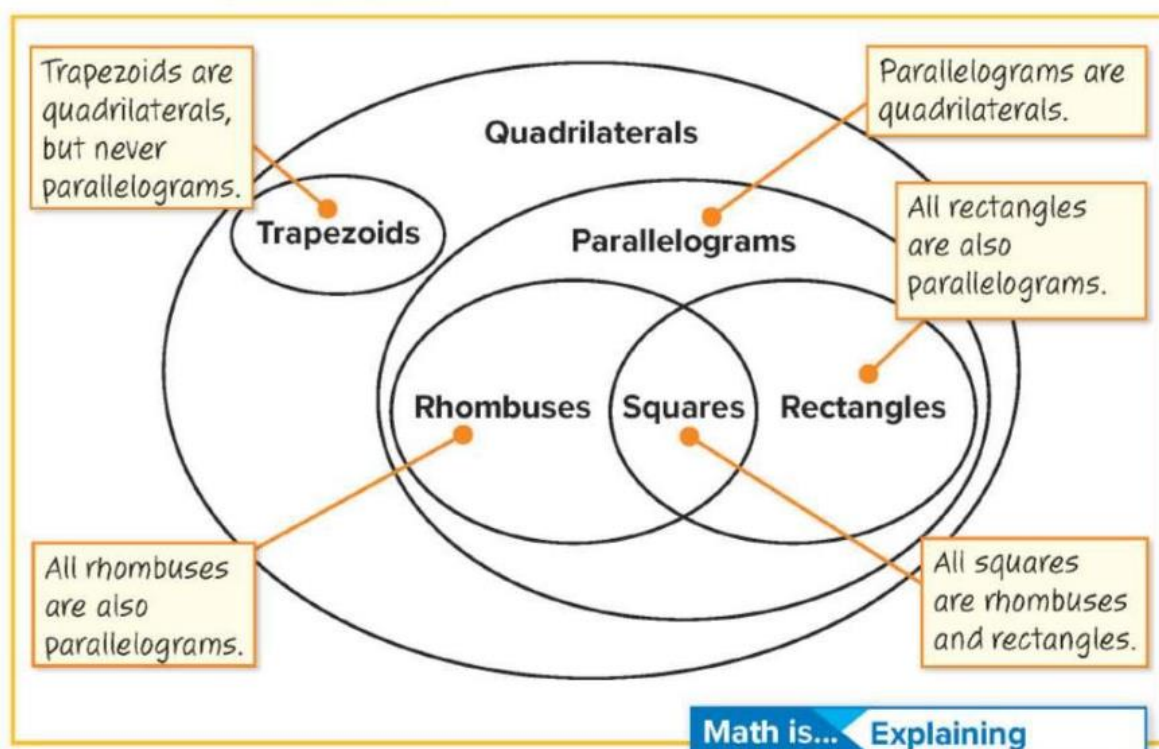 Trapezoids are
quadrilaterals,
but never
parallelograms.
Parallelograms are
quadrilaterals.
Quadrilaterals
All rectangles
are also
parallelograms.
Trapezoids
Parallelograms
Rhombuses
Squares
Rectangles
All rhombuses
are also
parallelograms.
All squares
are rhombuses
and rectangles.
Math is... Explaining